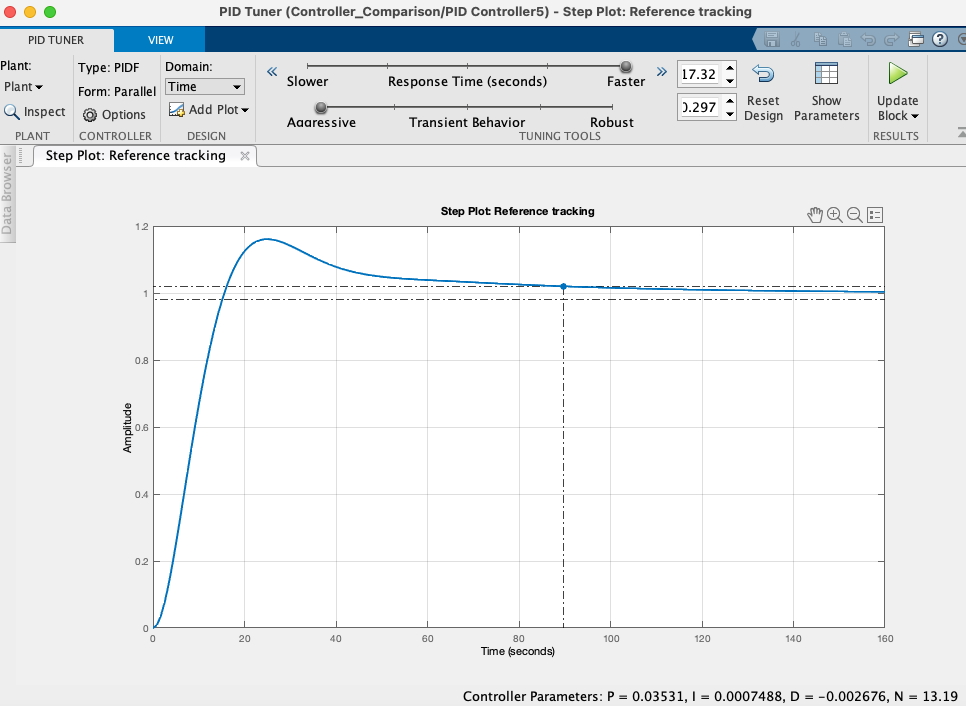 PID Tuner (Controller_Comparison/PID Controller5) - Step Plot: Reference tracking
PID TUNER
VIEW
Plant:
Plant
Inspect
PLANT
Type: PIDF
Form: Parallel
Options
CONTROLLER
Domain:
Time
Add Plot
DESIGN
Slower
Response Time (seconds)
Faster
17.32
Aggressive
Transient Behavior
Robust
0.297
TUNING TOOLS
Reset
Design
Show
Parameters
Update
Block
RESULTS
Data Browser
Step Plot: Reference tracking
Step Plot: Reference tracking
1.2
1
0.8
0.6
0.4
0.2
0
Amplitude
0 20 40 60 80 100 120 140 160
Time (seconds)
Controller Parameters: P = 0.03531, I = 0.0007488, D = -0.002676, N = 13.19